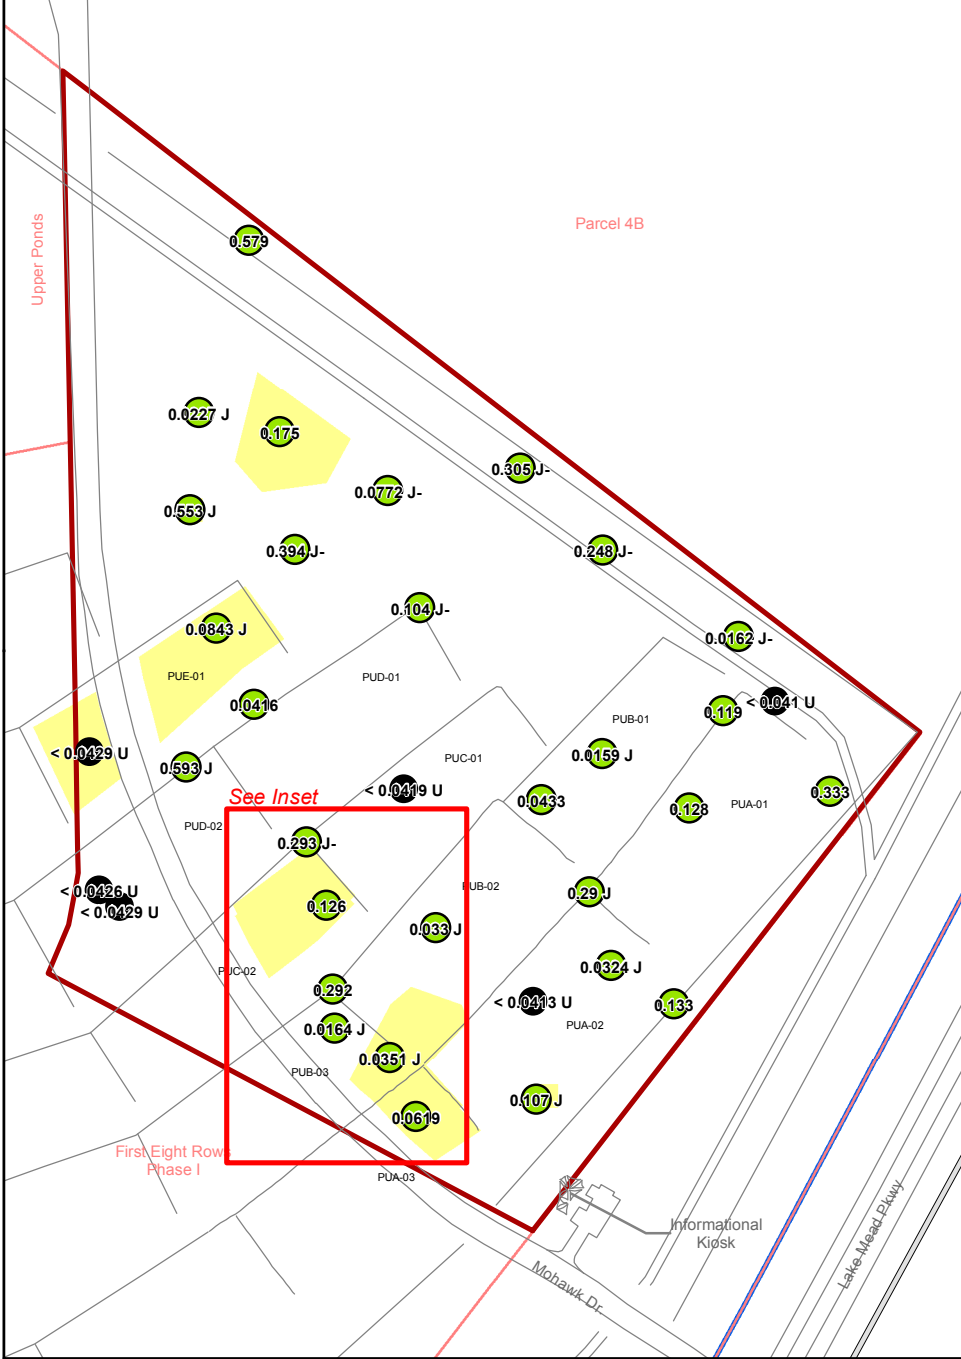 Parcel 4B
Upper Ponds
0.579
0.0227 J
0.175
0.305 J-
0.0772 J-
0.553 J
0.394 J-
0.248 J-
0.104 J-
0.0843 J
0.0162 J-
PUE-01
PUD-01
0.0416
< 0.041 U
0.119
PUB-01
< 0.0429 U
0.0159 J
PUC-01
0.593 J
See Inset
< 0.0419 U
0.0433
0.333
PUA-01
0.128
PUD-02
0.293 J-
PUB-02
< 0.0426 U
0.29 J
0.126
< 0.0429 U
0.033 J
0.0324 J
PUC-02
0.292
< 0.0413 U
0.133
PUA-02
0.0164 J
0.0351 J
PUB-03
0.107 J
0.0619
First Eight Rows
Phase I
PUA-03
Informational
Kiosk
Lake Mead Pkwy
Mohawk Dr